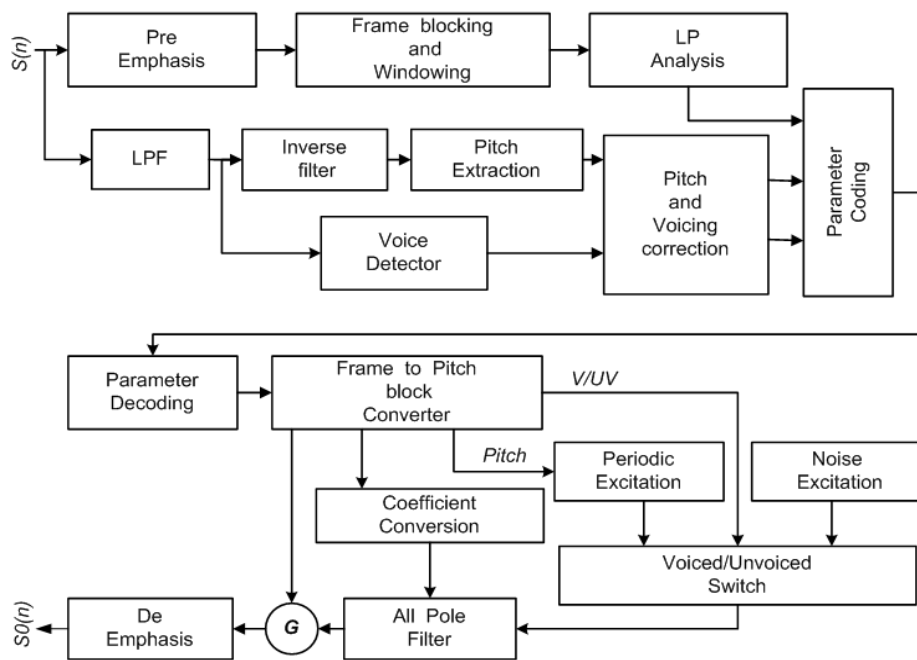 S(n)
Pre
Emphasis
Frame blocking
and
Windowing
LP
Analysis
LPF
Inverse
filter
Pitch
Extraction
Pitch
and
Voicing
correction
Parameter
Coding
Voice
Detector
Parameter
Decoding
Frame to Pitch
block
Converter
V/UV
Pitch
Periodic
Excitation
Noise
Excitation
Coefficient
Conversion
Voiced/Unvoiced
Switch
S0(n)
De
Emphasis
G
All Pole
Filter